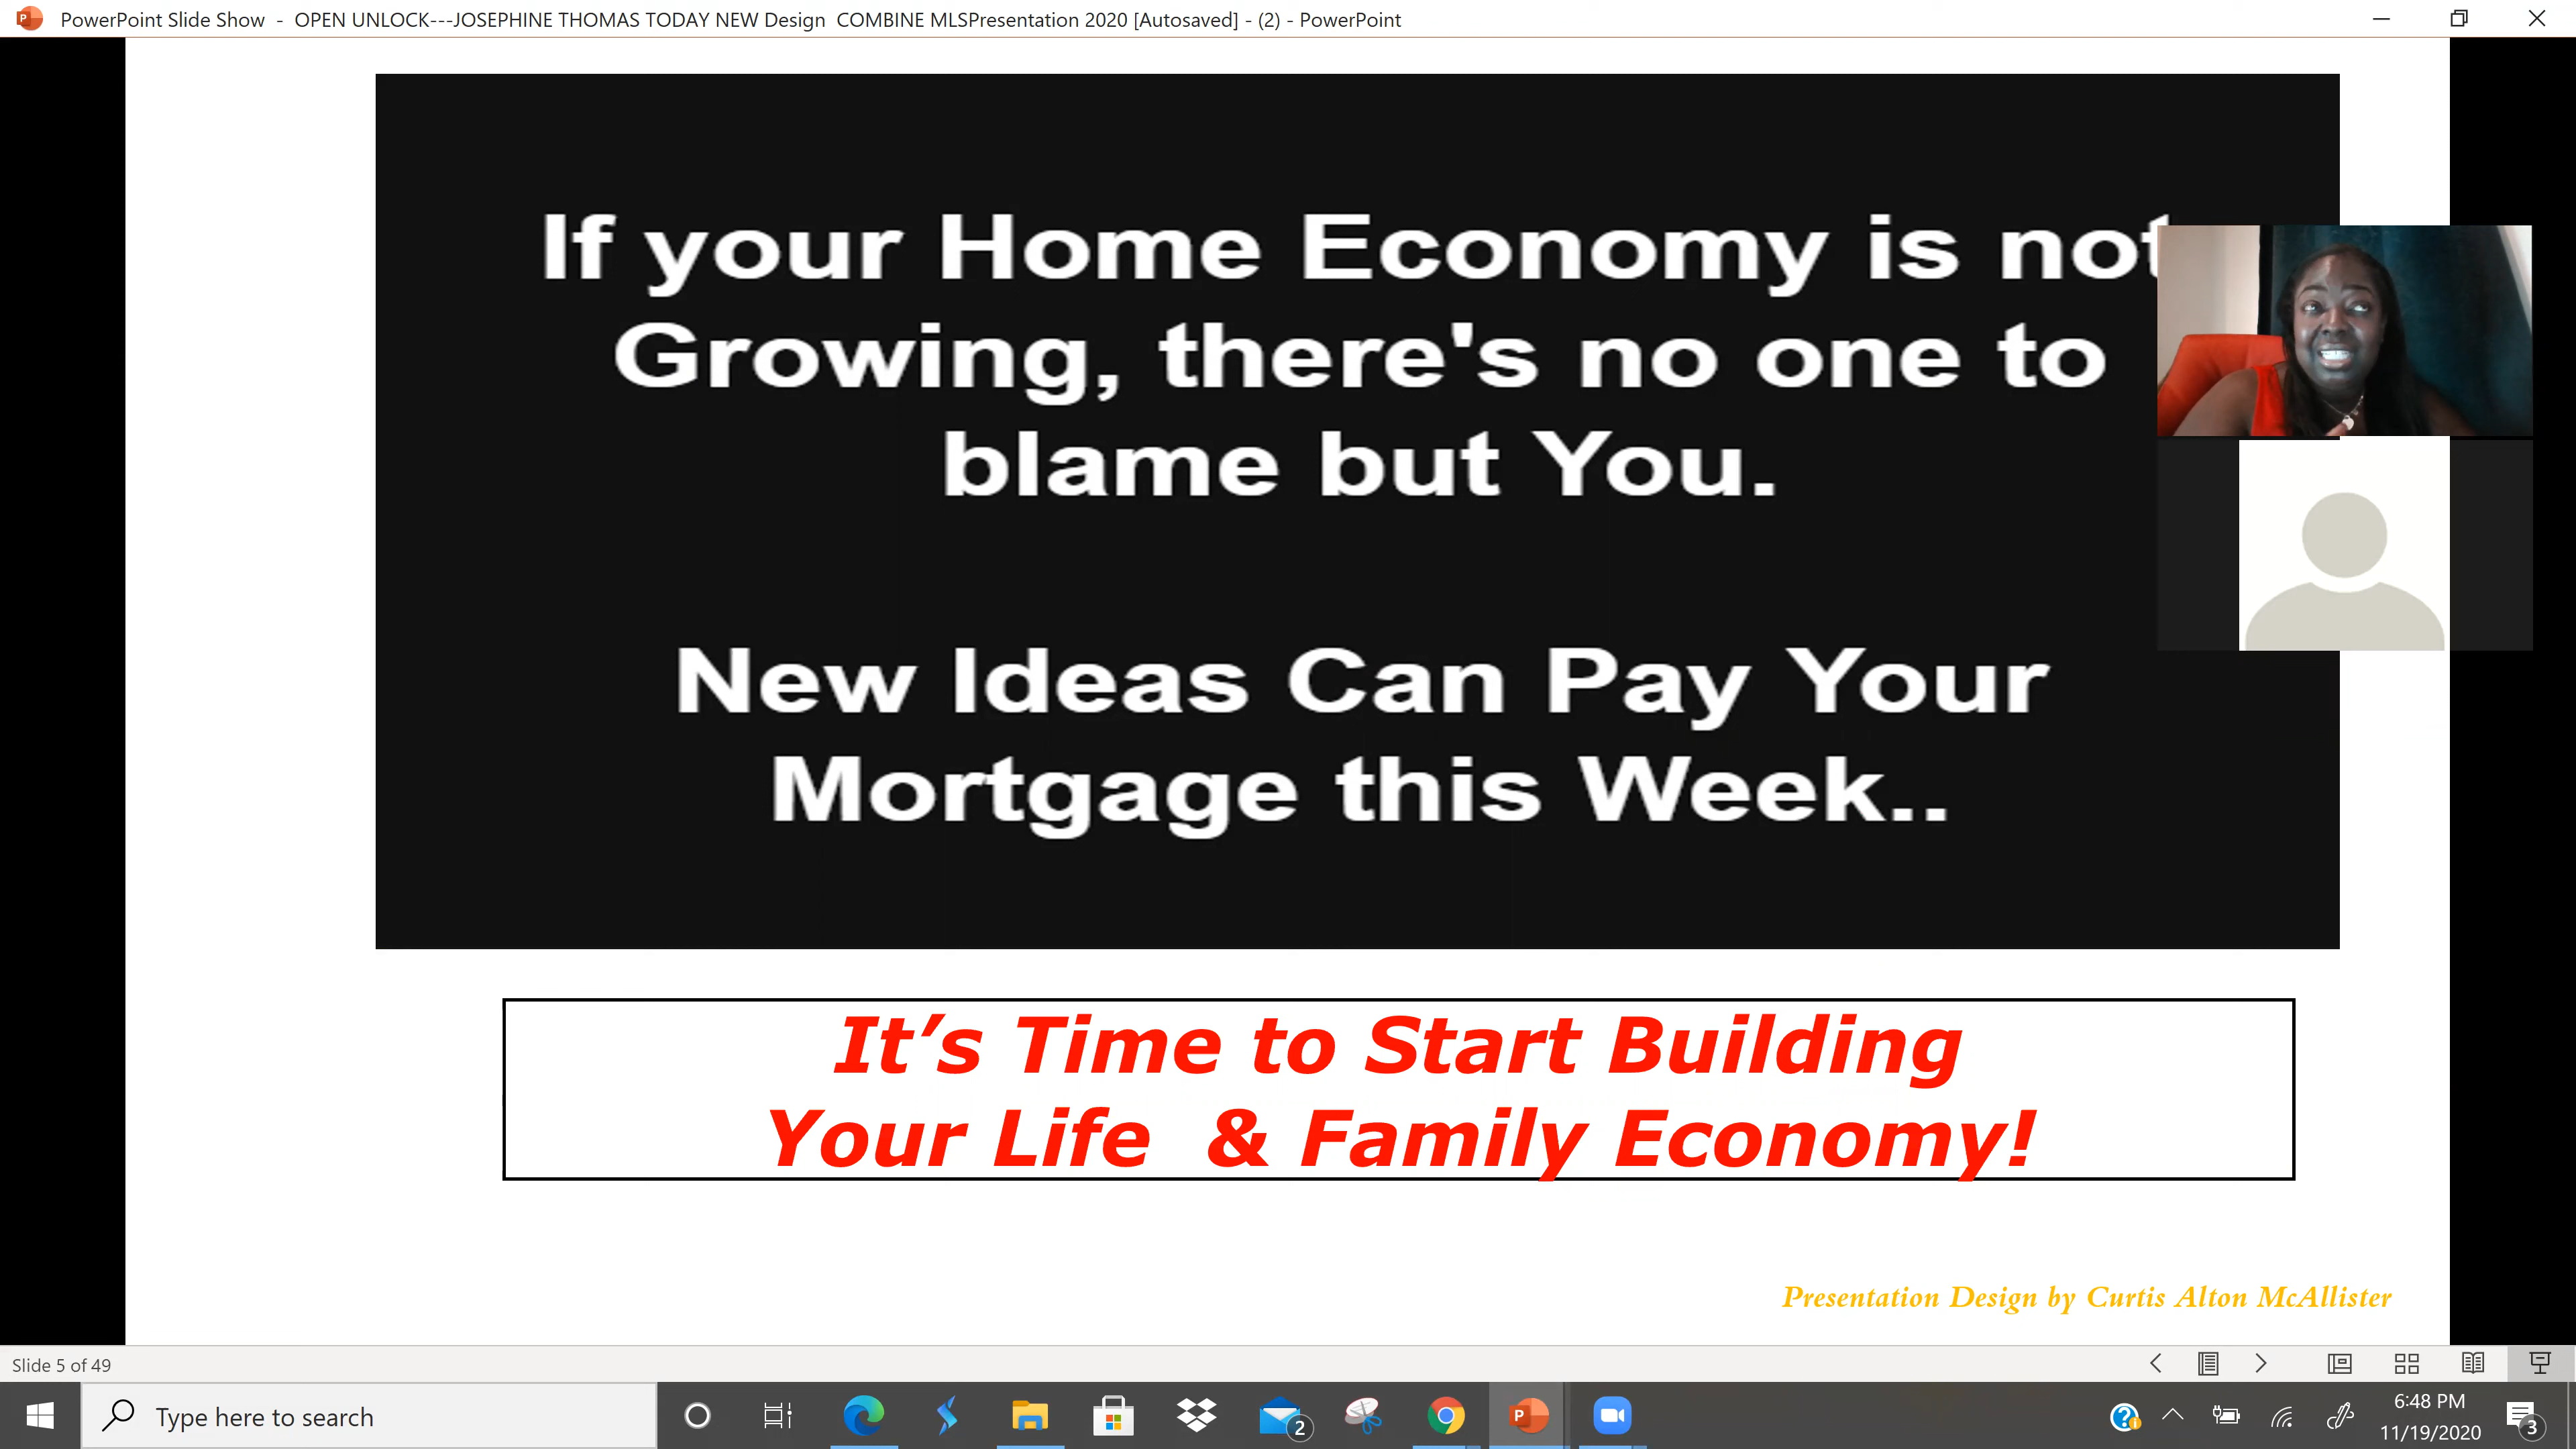 PowerPoint Slide Show - OPEN UNLOCK---JOSEPHINE THOMAS TODAY NEW Design COMBINE MLSPresentation 2020 [Autosaved] - (2) - PowerPoint
If your Home Economy is not
Growing, there's no one to
blame but You.
New Ideas Can Pay Your
Mortgage this Week..
It’s Time to Start Building
Your Life & Family Economy!
Presentation Design by Curtis Alton McAllister
Slide 5 of 49
Type here to search
2
6:48 PM
11/19/2020
3